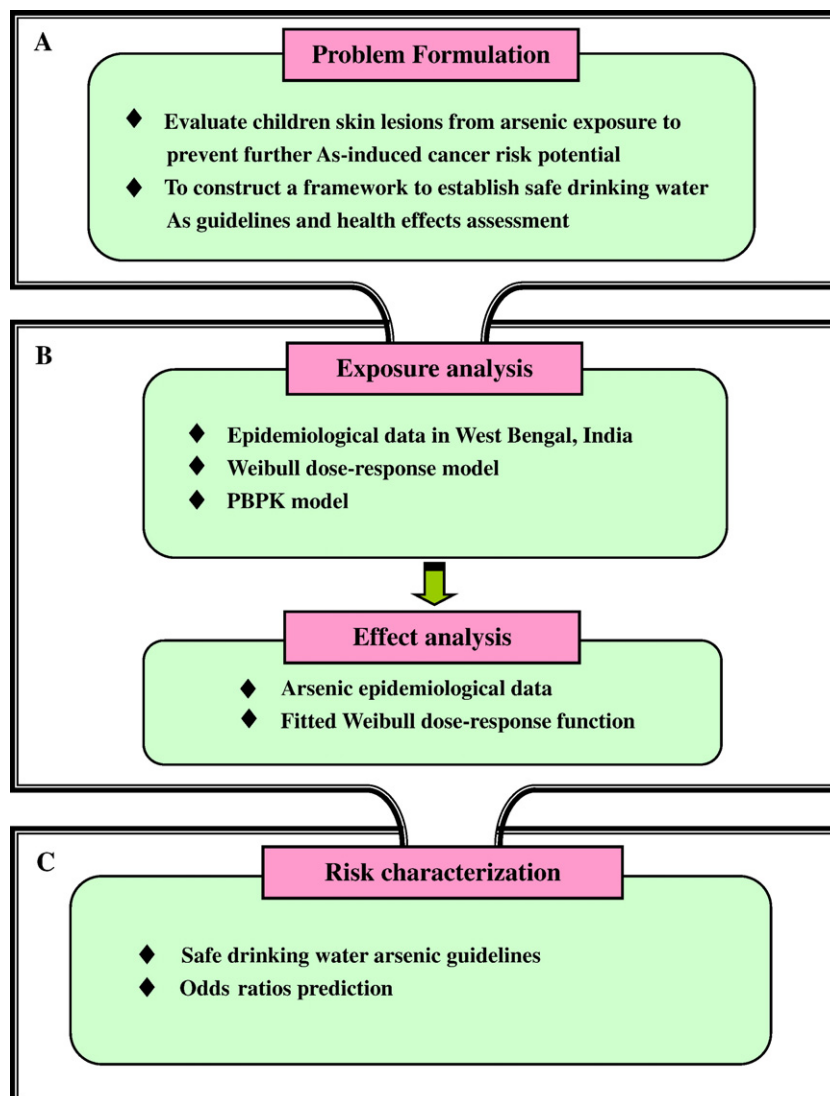 A
Problem Formulation
♦ Evaluate children skin lesions from arsenic exposure to
prevent further As-induced cancer risk potential
♦ To construct a framework to establish safe drinking water
As guidelines and health effects assessment
B
Exposure analysis
♦ Epidemiological data in West Bengal, India
♦ Weibull dose-response model
♦ PBPK model
Effect analysis
♦ Arsenic epidemiological data
♦ Fitted Weibull dose-response function
C
Risk characterization
♦ Safe drinking water arsenic guidelines
♦ Odds ratios prediction